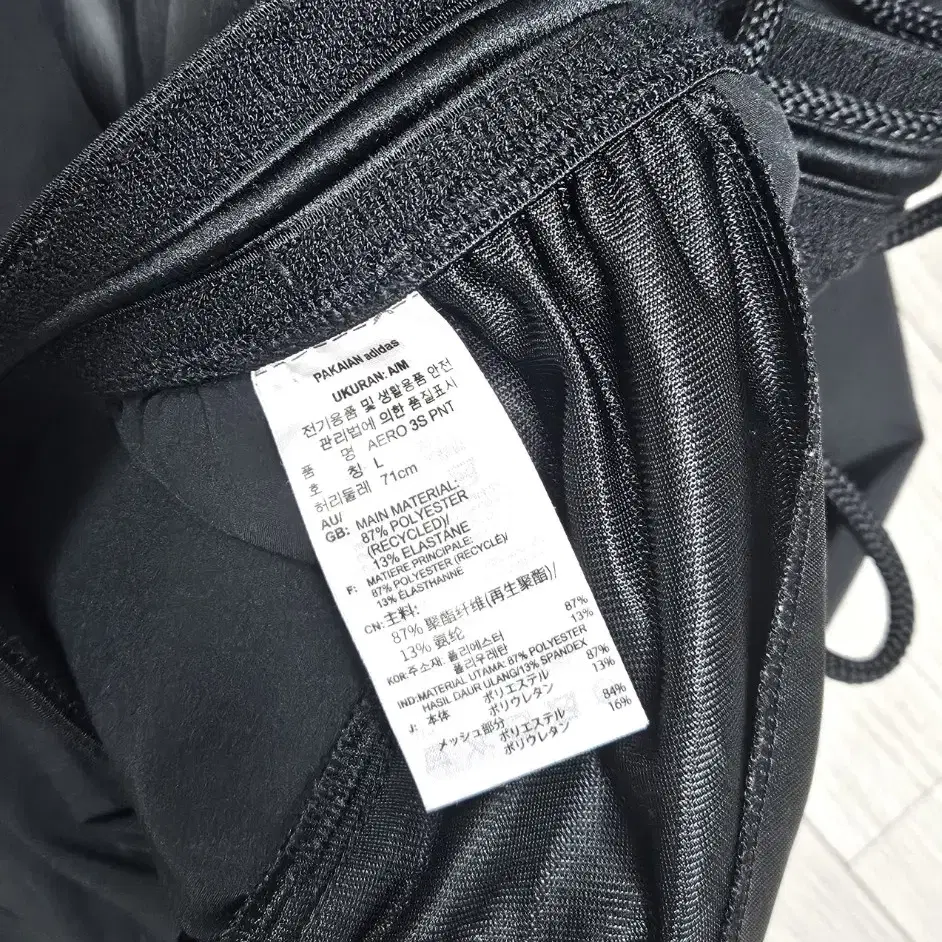 PAKAIAN adidas
UKURAN: A/M
전기용품 및 생활용품 안전
관리법에 의한 품질표시
품 명 AERO 3S PNT
호 칭 L
허리둘레 71cm
AU/
GB: MAIN MATERIAL:
87% POLYESTER
(RECYCLED)/
13% ELASTANE
F: MATIERE PRINCIPALE:
87% POLYESTER (RECYCLÉ)/
13% ÉLASTHANNE
CN: 主料:
87% 聚酯纤维(再生聚酯)/
13% 氨纶
KOR: 주소재: 폴리에스터 87%
폴리우레탄 13%
IND: MATERIAL UTAMA: 87% POLYESTER
HASIL DAUR ULANG/13% SPANDEX
J: 本体 ポリエステル 87%
ポリウレタン 13%
メッシュ部分 ポリエステル 84%
ポリウレタン 16%